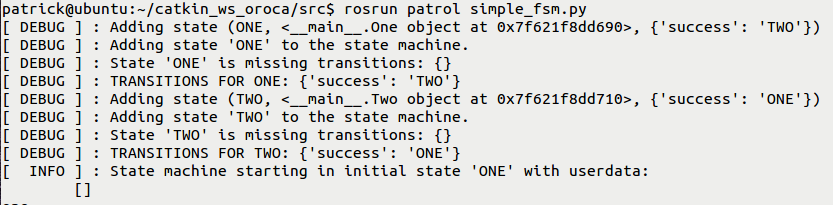 patrick@ubuntu:~/catkin_ws_oroca/src$ rosrun patrol simple_fsm.py
[ DEBUG ] : Adding state (ONE, <__main__.One object at 0x7f621f8dd690>, {'success': 'TWO'})
[ DEBUG ] : Adding state 'ONE' to the state machine.
[ DEBUG ] : State 'ONE' is missing transitions: {}
[ DEBUG ] : TRANSITIONS FOR ONE: {'success': 'TWO'}
[ DEBUG ] : Adding state (TWO, <__main__.Two object at 0x7f621f8dd710>, {'success': 'ONE'})
[ DEBUG ] : Adding state 'TWO' to the state machine.
[ DEBUG ] : State 'TWO' is missing transitions: {}
[ DEBUG ] : TRANSITIONS FOR TWO: {'success': 'ONE'}
[  INFO ] : State machine starting in initial state 'ONE' with userdata:
        []